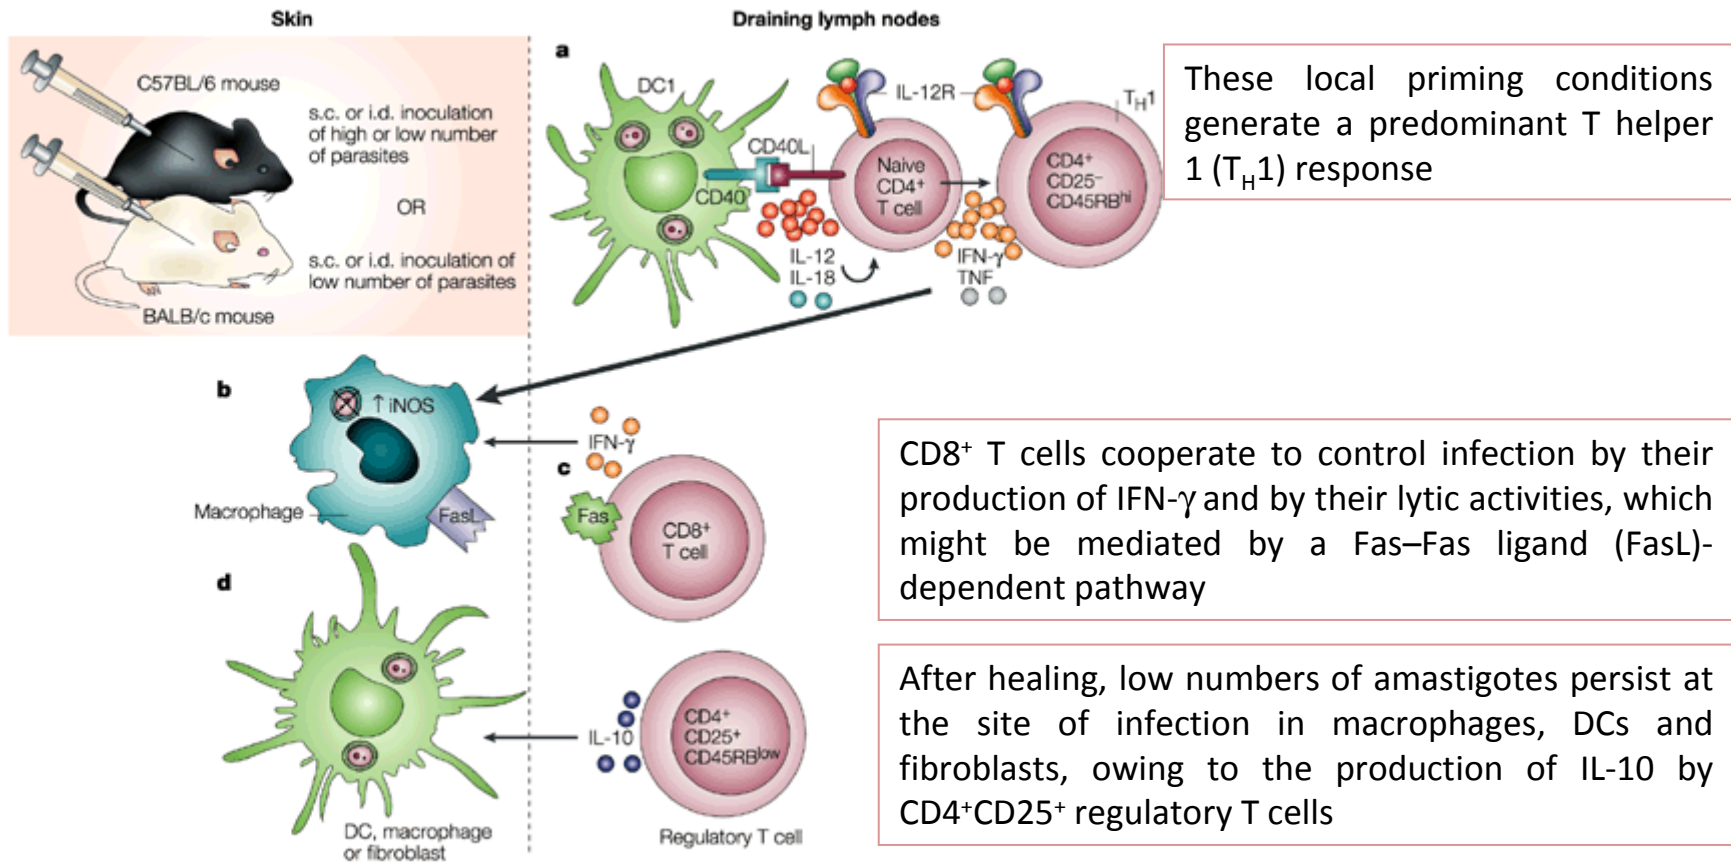 Skin
Draining lymph nodes
C57BL/6 mouse
s.c. or i.d. inoculation
of high or low number
of parasites
OR
s.c. or i.d. inoculation of
low number of parasites
BALB/c mouse
a
DC1
CD40L
CD40
IL-12
IL-18
IL-12R
Naive
CD4⁺
T cell
IFN-γ
TNF
T_H1
CD4⁺
CD25⁻
CD45RB^hi
These local priming conditions
generate a predominant T helper
1 (T_H1) response
b
↑ iNOS
Macrophage
FasL
IFN-γ
c
Fas
CD8⁺
T cell
CD8⁺ T cells cooperate to control infection by their
production of IFN-γ and by their lytic activities, which
might be mediated by a Fas–Fas ligand (FasL)-
dependent pathway
d
DC, macrophage
or fibroblast
IL-10
CD4⁺
CD25⁺
CD45RB^low
Regulatory T cell
After healing, low numbers of amastigotes persist at
the site of infection in macrophages, DCs and
fibroblasts, owing to the production of IL-10 by
CD4⁺CD25⁺ regulatory T cells